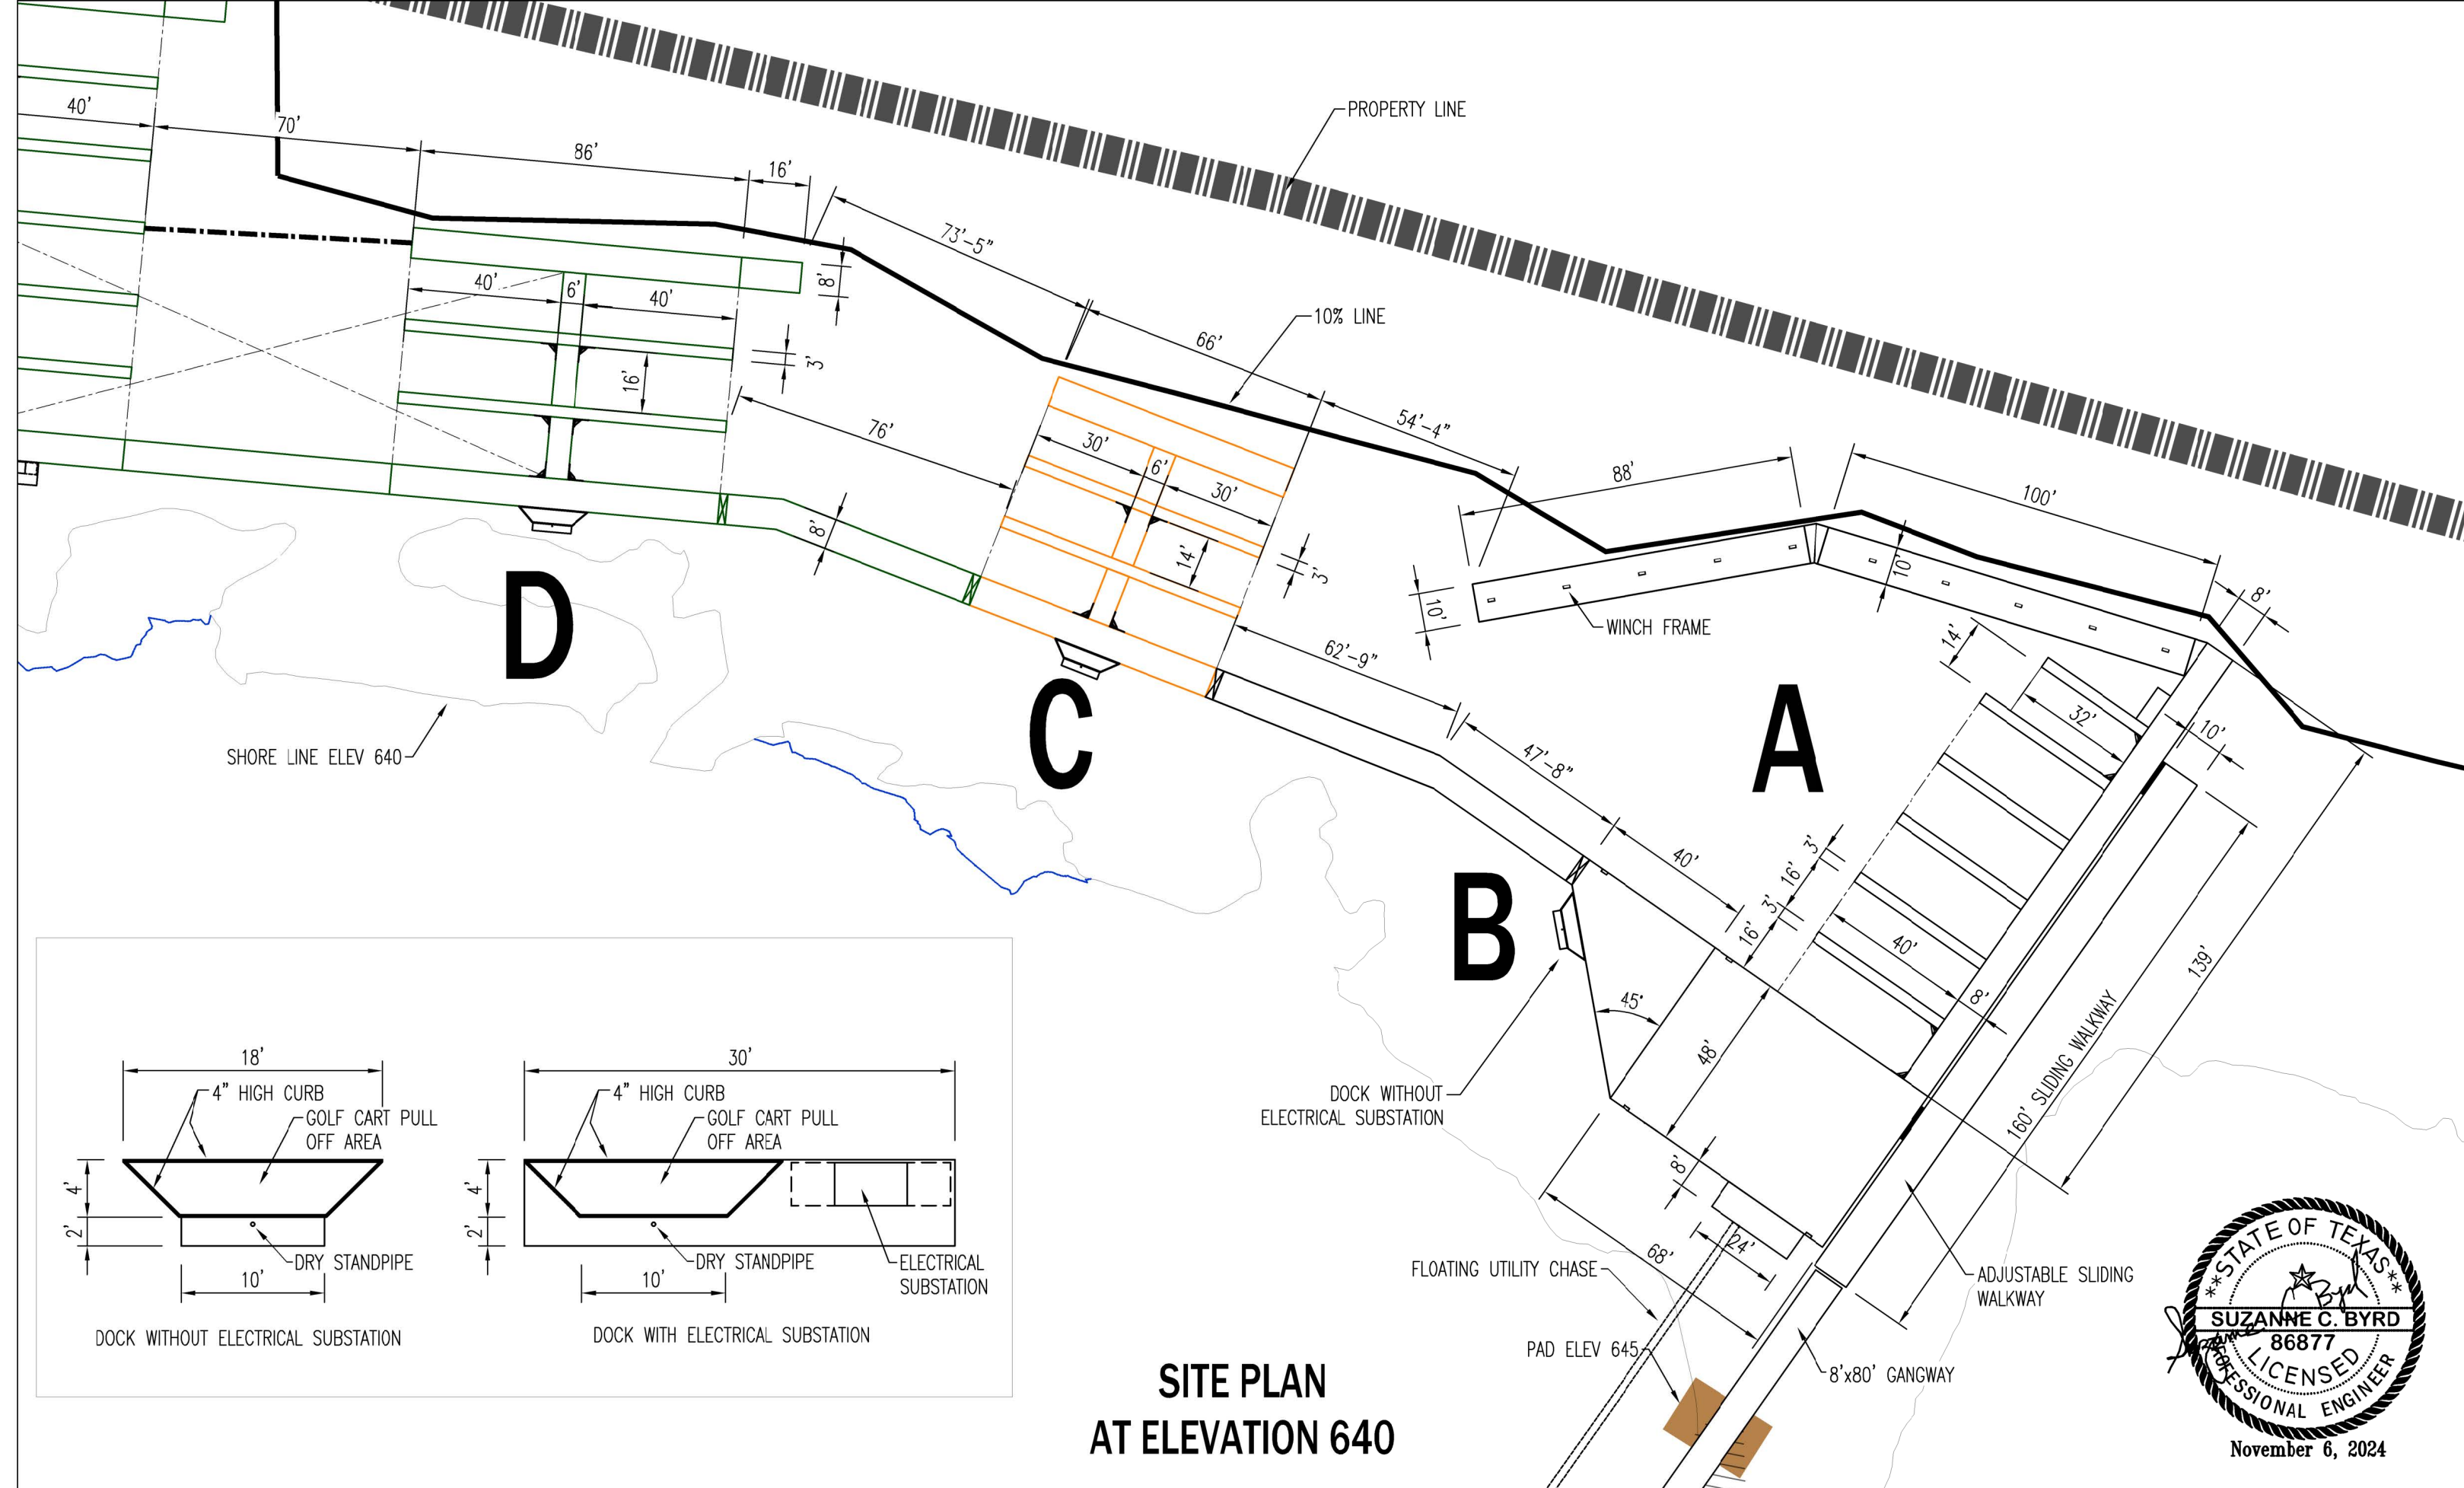 PROPERTY LINE
40'
70'
86'
16'
73'-5"
8'
40'
6'
40'
3'
16'
10% LINE
66'
54'-4"
76'
30'
6'
30'
14'
3'
8'
88'
100'
10'
10'
WINCH FRAME
8'
14'
32'
10'
62'-9"
47'-8"
40'
D
C
A
B
SHORE LINE ELEV 640
3'
16'
3'
16'
40'
8'
139'
160' SLIDING WALKWAY
45°
48'
DOCK WITHOUT
ELECTRICAL SUBSTATION
8'
24'
68'
FLOATING UTILITY CHASE
ADJUSTABLE SLIDING
WALKWAY
PAD ELEV 645
8'x80' GANGWAY
18'
4" HIGH CURB
GOLF CART PULL
OFF AREA
4'
2'
DRY STANDPIPE
10'
DOCK WITHOUT ELECTRICAL SUBSTATION
30'
4" HIGH CURB
GOLF CART PULL
OFF AREA
4'
2'
DRY STANDPIPE
ELECTRICAL
SUBSTATION
10'
DOCK WITH ELECTRICAL SUBSTATION
SITE PLAN
AT ELEVATION 640
**STATE OF TEXAS**
SUZANNE C. BYRD
86877
LICENSED
PROFESSIONAL ENGINEER
November 6, 2024